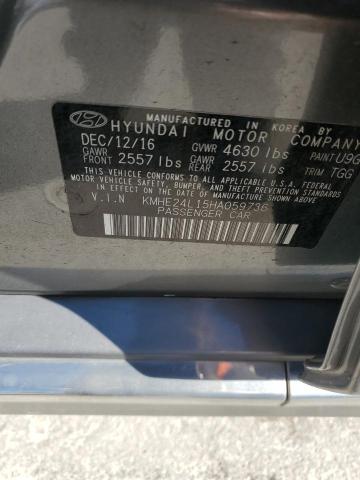 MANUFACTURED IN KOREA BY
HYUNDAI MOTOR COMPANY
DEC/12/16 GVWR 4630 lbs PAINT U9G
GAWR FRONT 2557 lbs GAWR REAR 2557 lbs TRIM TGG
THIS VEHICLE CONFORMS TO ALL APPLICABLE U.S.A. FEDERAL
MOTOR VEHICLE SAFETY, BUMPER, AND THEFT PREVENTION
STANDARDS IN EFFECT ON THE DATE OF MANUFACTURE SHOWN ABOVE.
V.I.N KMHE24L15HA059736
PASSENGER CAR